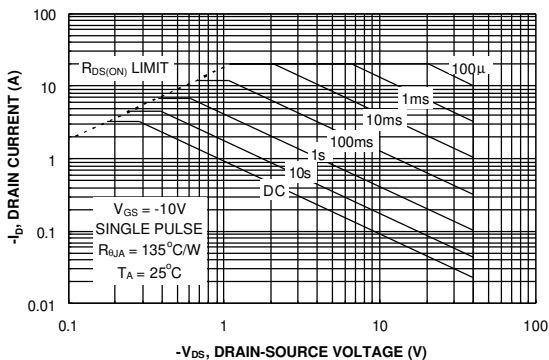 100
10
1
0.1
0.01
-I_D, DRAIN CURRENT (A)
R_DS(ON) LIMIT
100µ
1ms
10ms
100ms
1s
10s
DC
V_GS = -10V
SINGLE PULSE
R_θJA = 135°C/W
T_A = 25°C
0.1 1 10 100
-V_DS, DRAIN-SOURCE VOLTAGE (V)